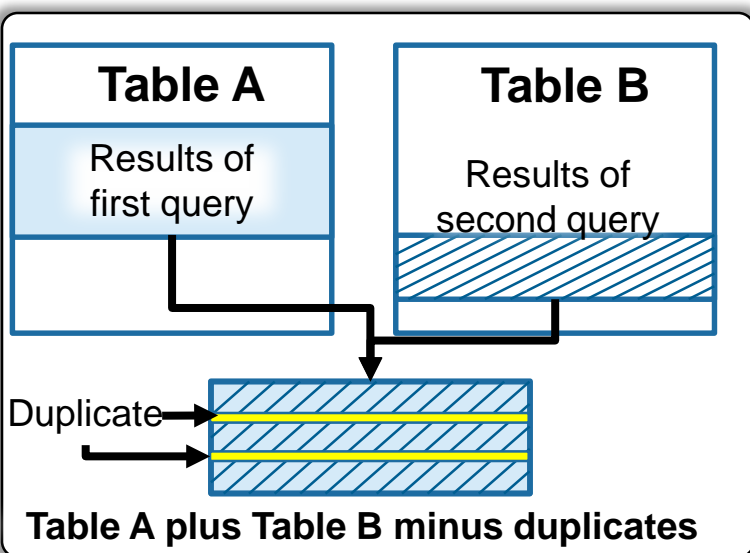 Table A
Results of
first query
Table B
Results of
second query
Duplicate
Table A plus Table B minus duplicates